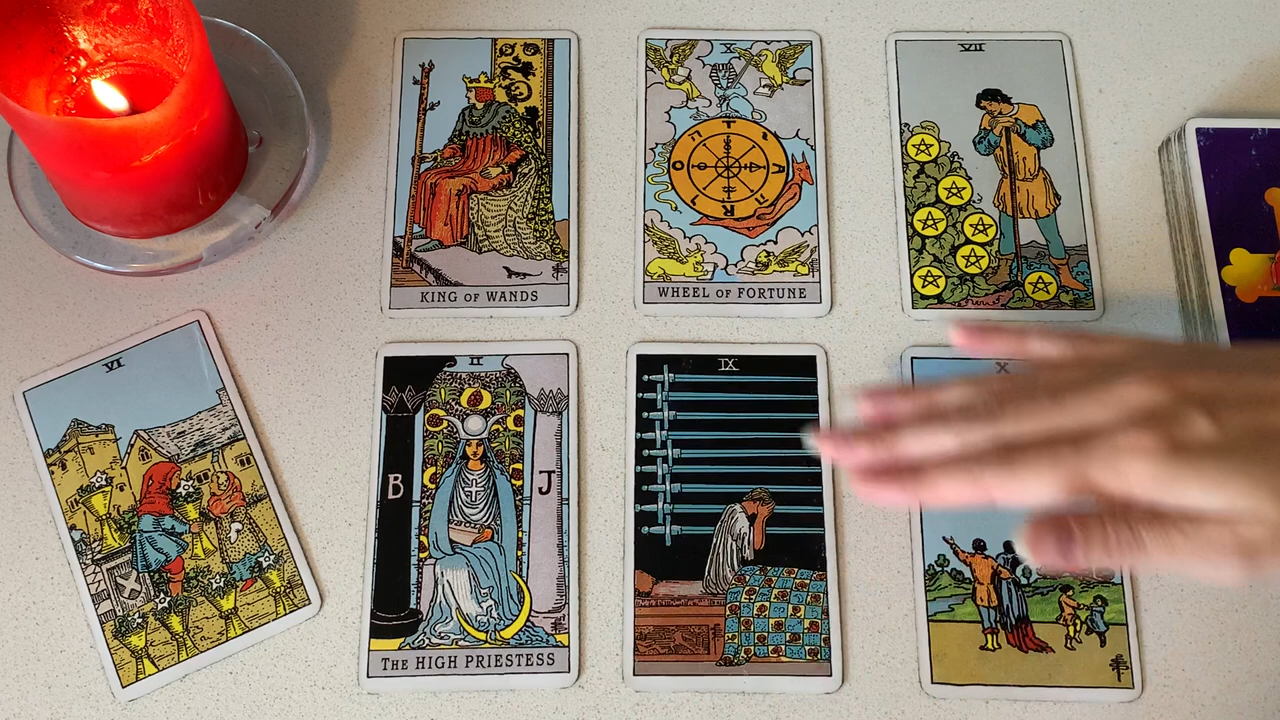 KING OF WANDS
X
WHEEL OF FORTUNE
VII
VI
II
B
J
THE HIGH PRIESTESS
IX
X